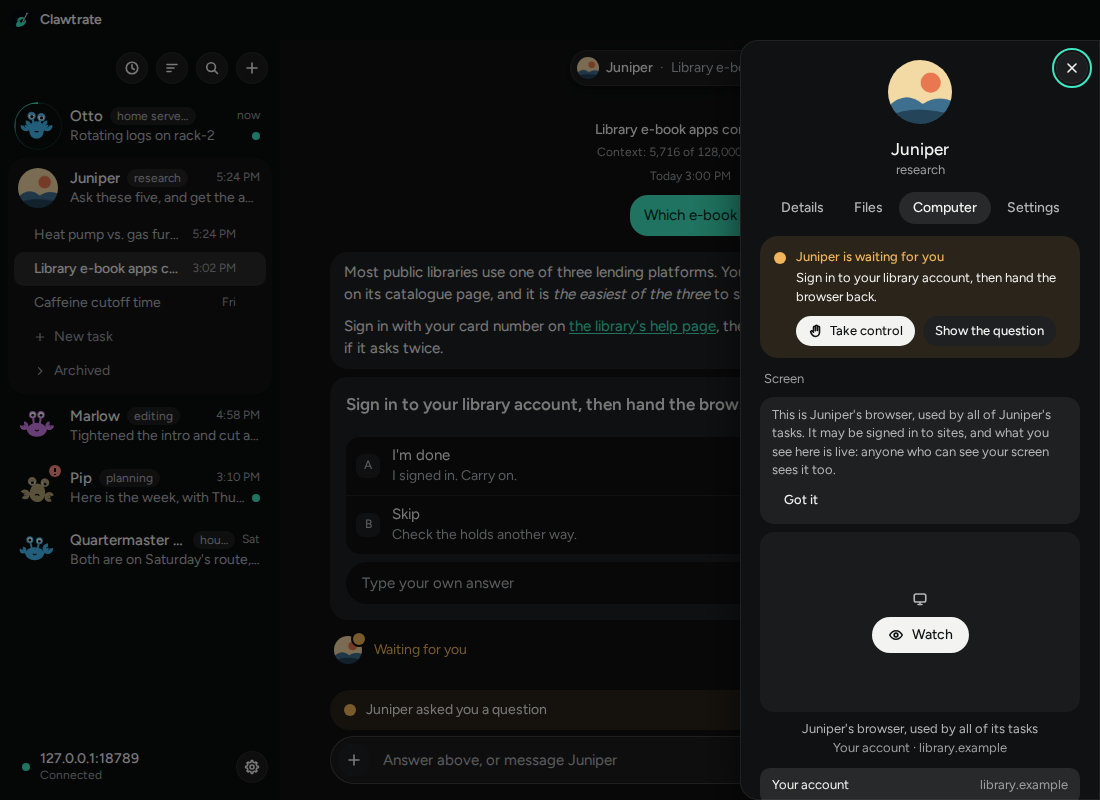 Clawtrate
Otto home serve... now
Rotating logs on rack-2
Juniper research 5:24 PM
Ask these five, and get the a...
Heat pump vs. gas fur... 5:24 PM
Library e-book apps c... 3:02 PM
Caffeine cutoff time Fri
+ New task
Archived
Marlow editing 4:58 PM
Tightened the intro and cut a...
Pip planning 3:10 PM
Here is the week, with Thu...
Quartermaster ... hou... Sat
Both are on Saturday's route,...
127.0.0.1:18789
Connected
Juniper · Library e-b
Library e-book apps co
Context: 5,716 of 128,000
Today 3:00 PM
Which e-book
Most public libraries use one of three lending platforms. You
on its catalogue page, and it is the easiest of the three to s
Sign in with your card number on the library's help page, the
if it asks twice.
Sign in to your library account, then hand the brow
A I'm done
I signed in. Carry on.
B Skip
Check the holds another way.
Type your own answer
Waiting for you
Juniper asked you a question
Answer above, or message Juniper
Juniper
research
Details Files Computer Settings
Juniper is waiting for you
Sign in to your library account, then hand the
browser back.
Take control Show the question
Screen
This is Juniper's browser, used by all of Juniper's
tasks. It may be signed in to sites, and what you
see here is live: anyone who can see your screen
sees it too.
Got it
Watch
Juniper's browser, used by all of its tasks
Your account · library.example
Your account library.example